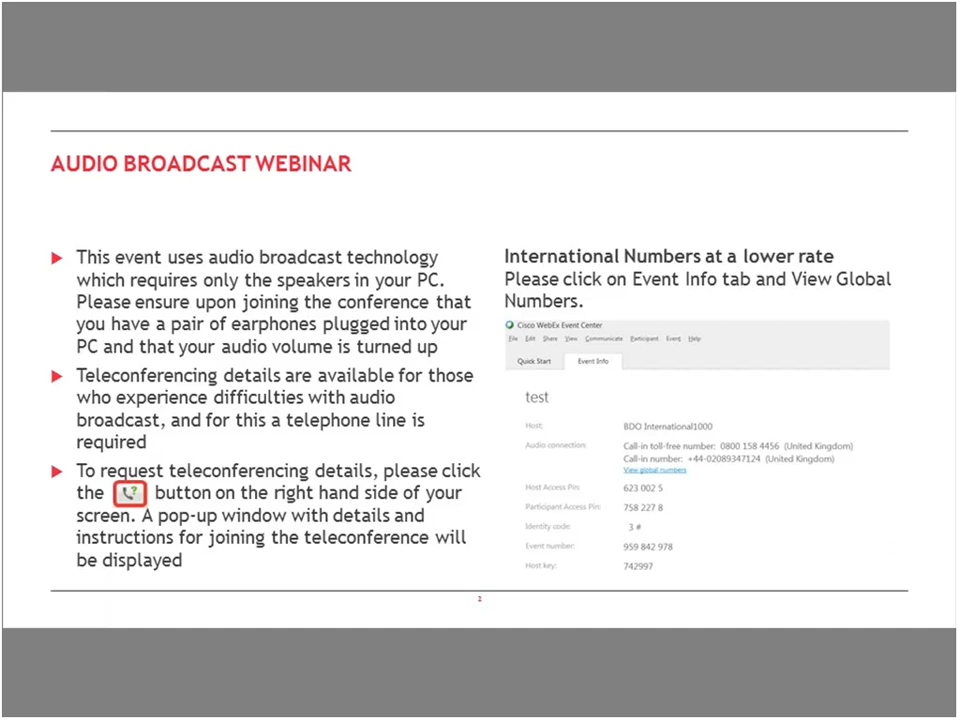 AUDIO BROADCAST WEBINAR
This event uses audio broadcast technology
which requires only the speakers in your PC.
Please ensure upon joining the conference that
you have a pair of earphones plugged into your
PC and that your audio volume is turned up
Teleconferencing details are available for those
who experience difficulties with audio
broadcast, and for this a telephone line is
required
To request teleconferencing details, please click
the button on the right hand side of your
screen. A pop-up window with details and
instructions for joining the teleconference will
be displayed
International Numbers at a lower rate
Please click on Event Info tab and View Global
Numbers.
Cisco WebEx Event Center
File Edit Share View Communicate Participant Event Help
Quick Start Event Info
test
Host: BDO International1000
Audio connection: Call-in toll-free number: 0800 158 4456 (United Kingdom)
Call-in number: +44-02089347124 (United Kingdom)
View global numbers
Host Access Pin: 623 002 5
Participant Access Pin: 758 227 8
Identity code: 3 #
Event number: 959 842 978
Host key: 742997
2